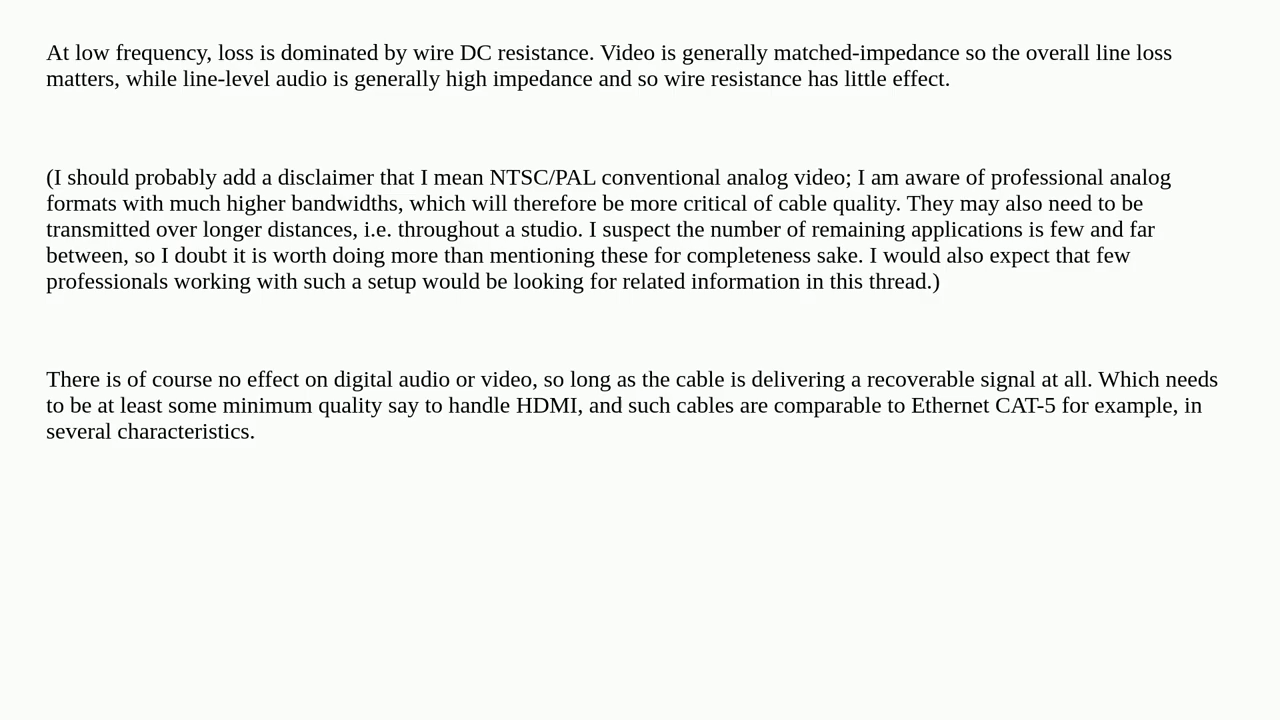 At low frequency, loss is dominated by wire DC resistance. Video is generally matched-impedance so the overall line loss
matters, while line-level audio is generally high impedance and so wire resistance has little effect.
(I should probably add a disclaimer that I mean NTSC/PAL conventional analog video; I am aware of professional analog
formats with much higher bandwidths, which will therefore be more critical of cable quality. They may also need to be
transmitted over longer distances, i.e. throughout a studio. I suspect the number of remaining applications is few and far
between, so I doubt it is worth doing more than mentioning these for completeness sake. I would also expect that few
professionals working with such a setup would be looking for related information in this thread.)
There is of course no effect on digital audio or video, so long as the cable is delivering a recoverable signal at all. Which needs
to be at least some minimum quality say to handle HDMI, and such cables are comparable to Ethernet CAT-5 for example, in
several characteristics.